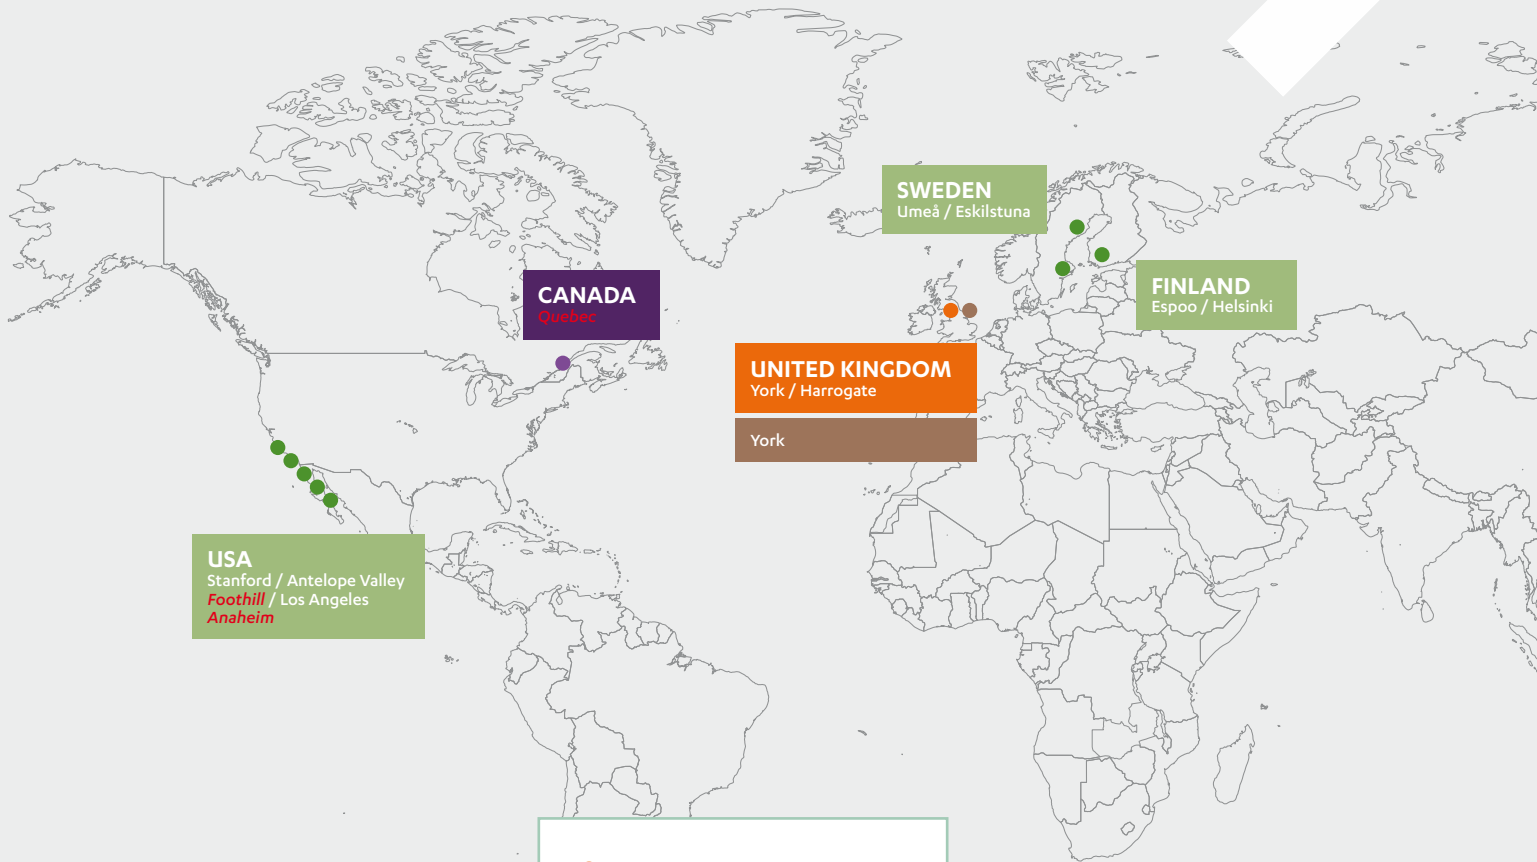 SWEDEN
Umeå / Eskilstuna
FINLAND
Espoo / Helsinki
CANADA
Quebec
UNITED KINGDOM
York / Harrogate
York
USA
Stanford / Antelope Valley
Foothill / Los Angeles
Anaheim